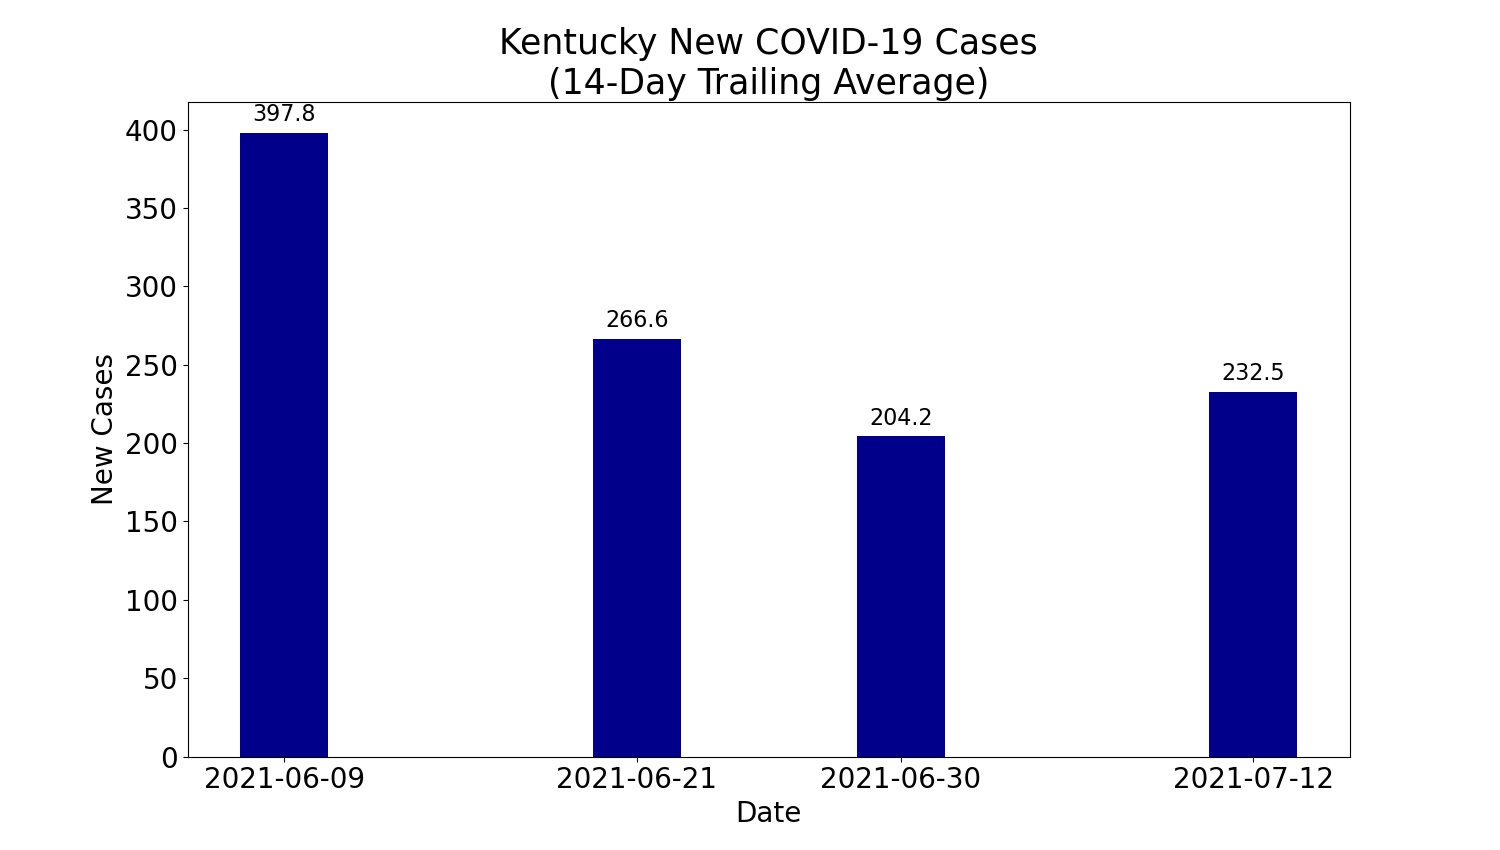 Kentucky New COVID-19 Cases
(14-Day Trailing Average)
397.8
400
350
300
266.6
250
232.5
204.2
200
150
100
50
0
New Cases
2021-06-09 2021-06-21 2021-06-30 2021-07-12
Date